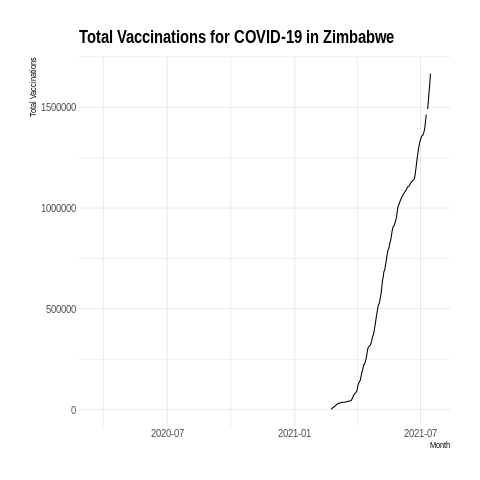 Total Vaccinations for COVID-19 in Zimbabwe
Total Vaccinations
1500000
1000000
500000
0
2020-07
2021-01
2021-07
Month